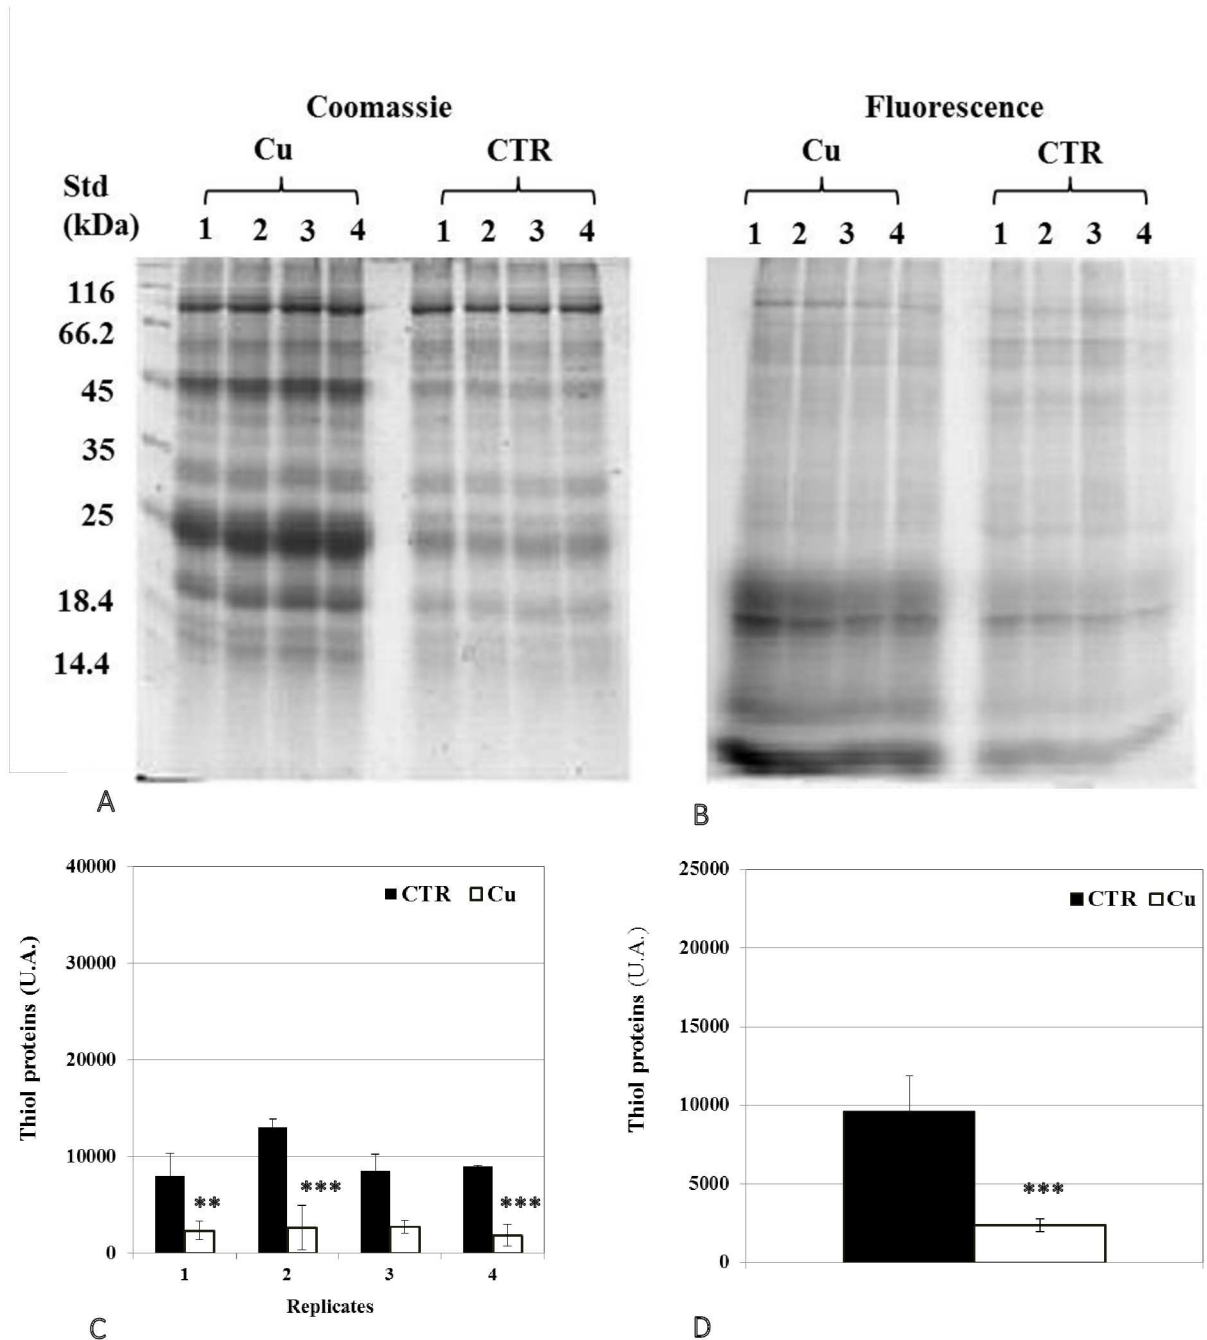 Coomassie
Fluorescence
Cu
CTR
Cu
CTR
Std
(kDa)
1 2 3 4 1 2 3 4
1 2 3 4 1 2 3 4
116
66.2
45
35
25
18.4
14.4
A
B
Thiol proteins (U.A.)
40000
30000
20000
10000
0
CTR Cu
** *** ***
1 2 3 4
Replicates
C
Thiol proteins (U.A.)
25000
20000
15000
10000
5000
0
CTR Cu
***
D